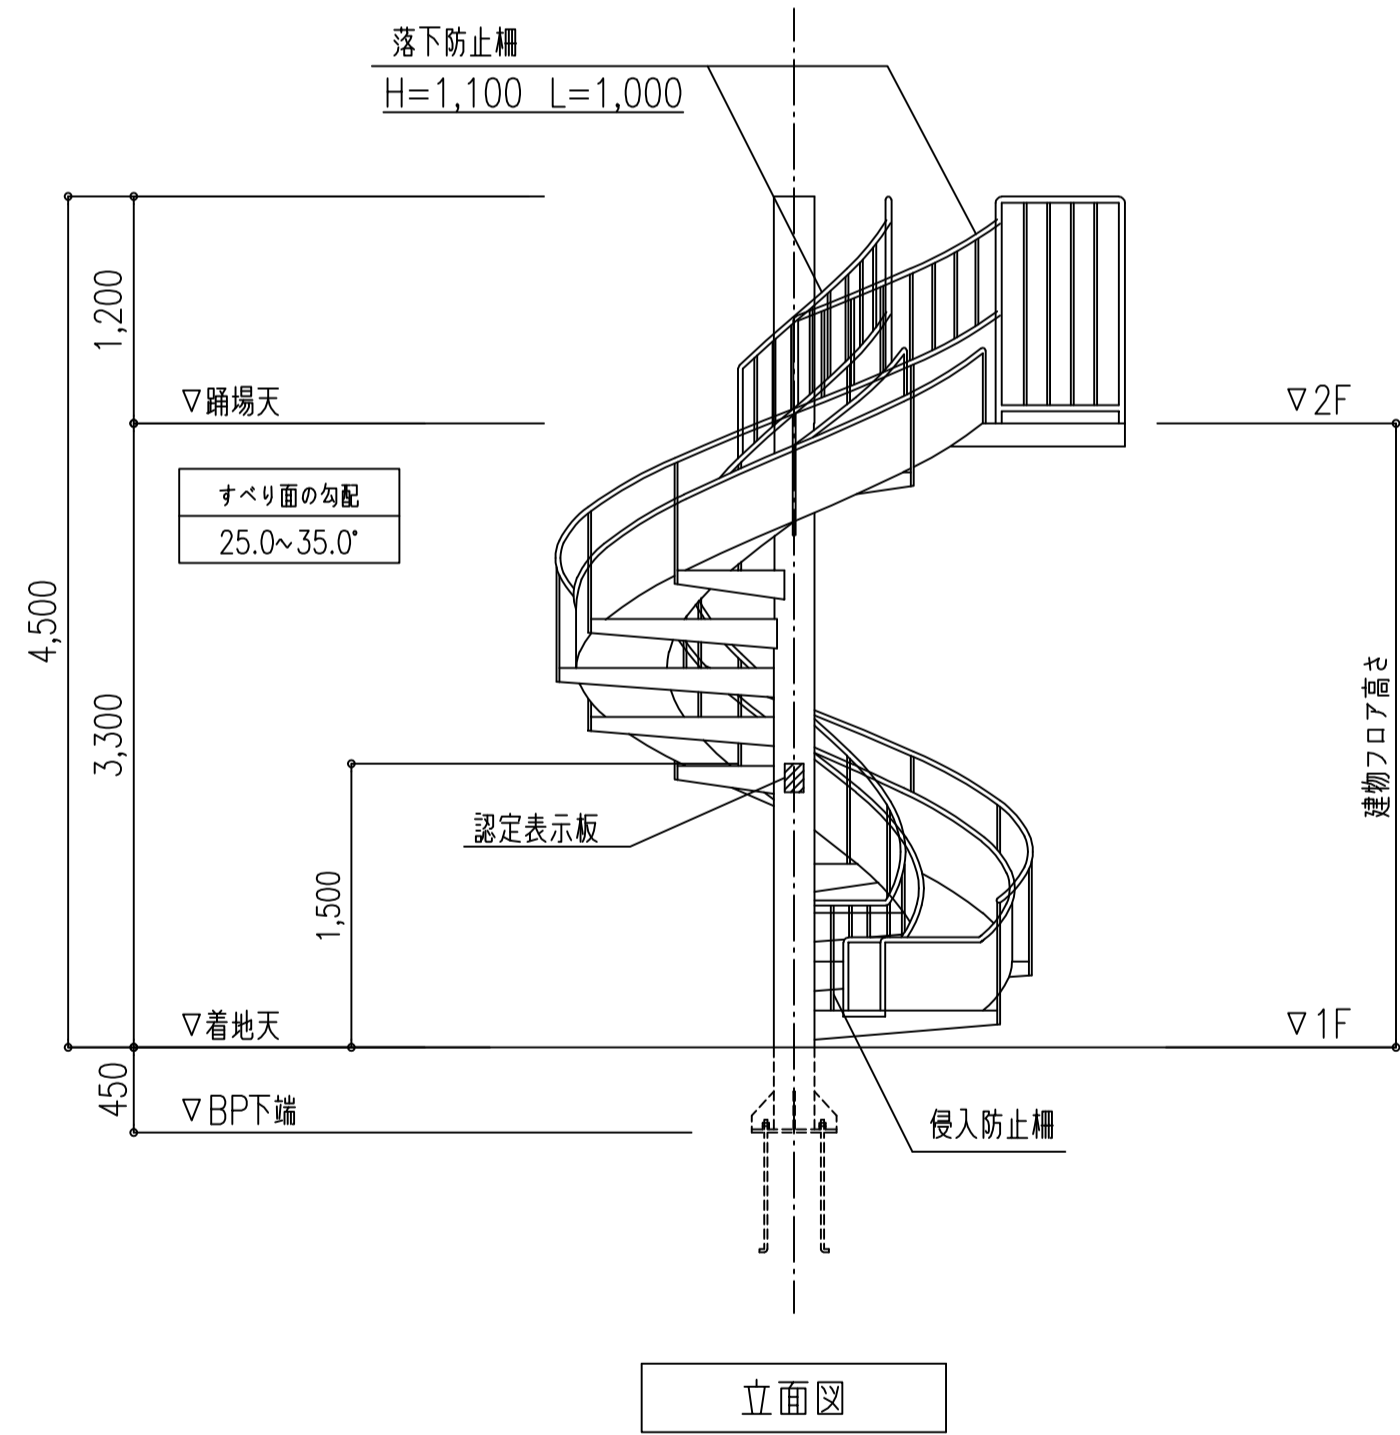 落下防止柵
H=1,100 L=1,000
1,200
▽踊場天
▽2F
すべり面の勾配
25.0~35.0°
4,500
3,300
建物フロア高さ
認定表示板
1,500
▽着地天
▽1F
450
▽BP下端
侵入防止柵
立面図